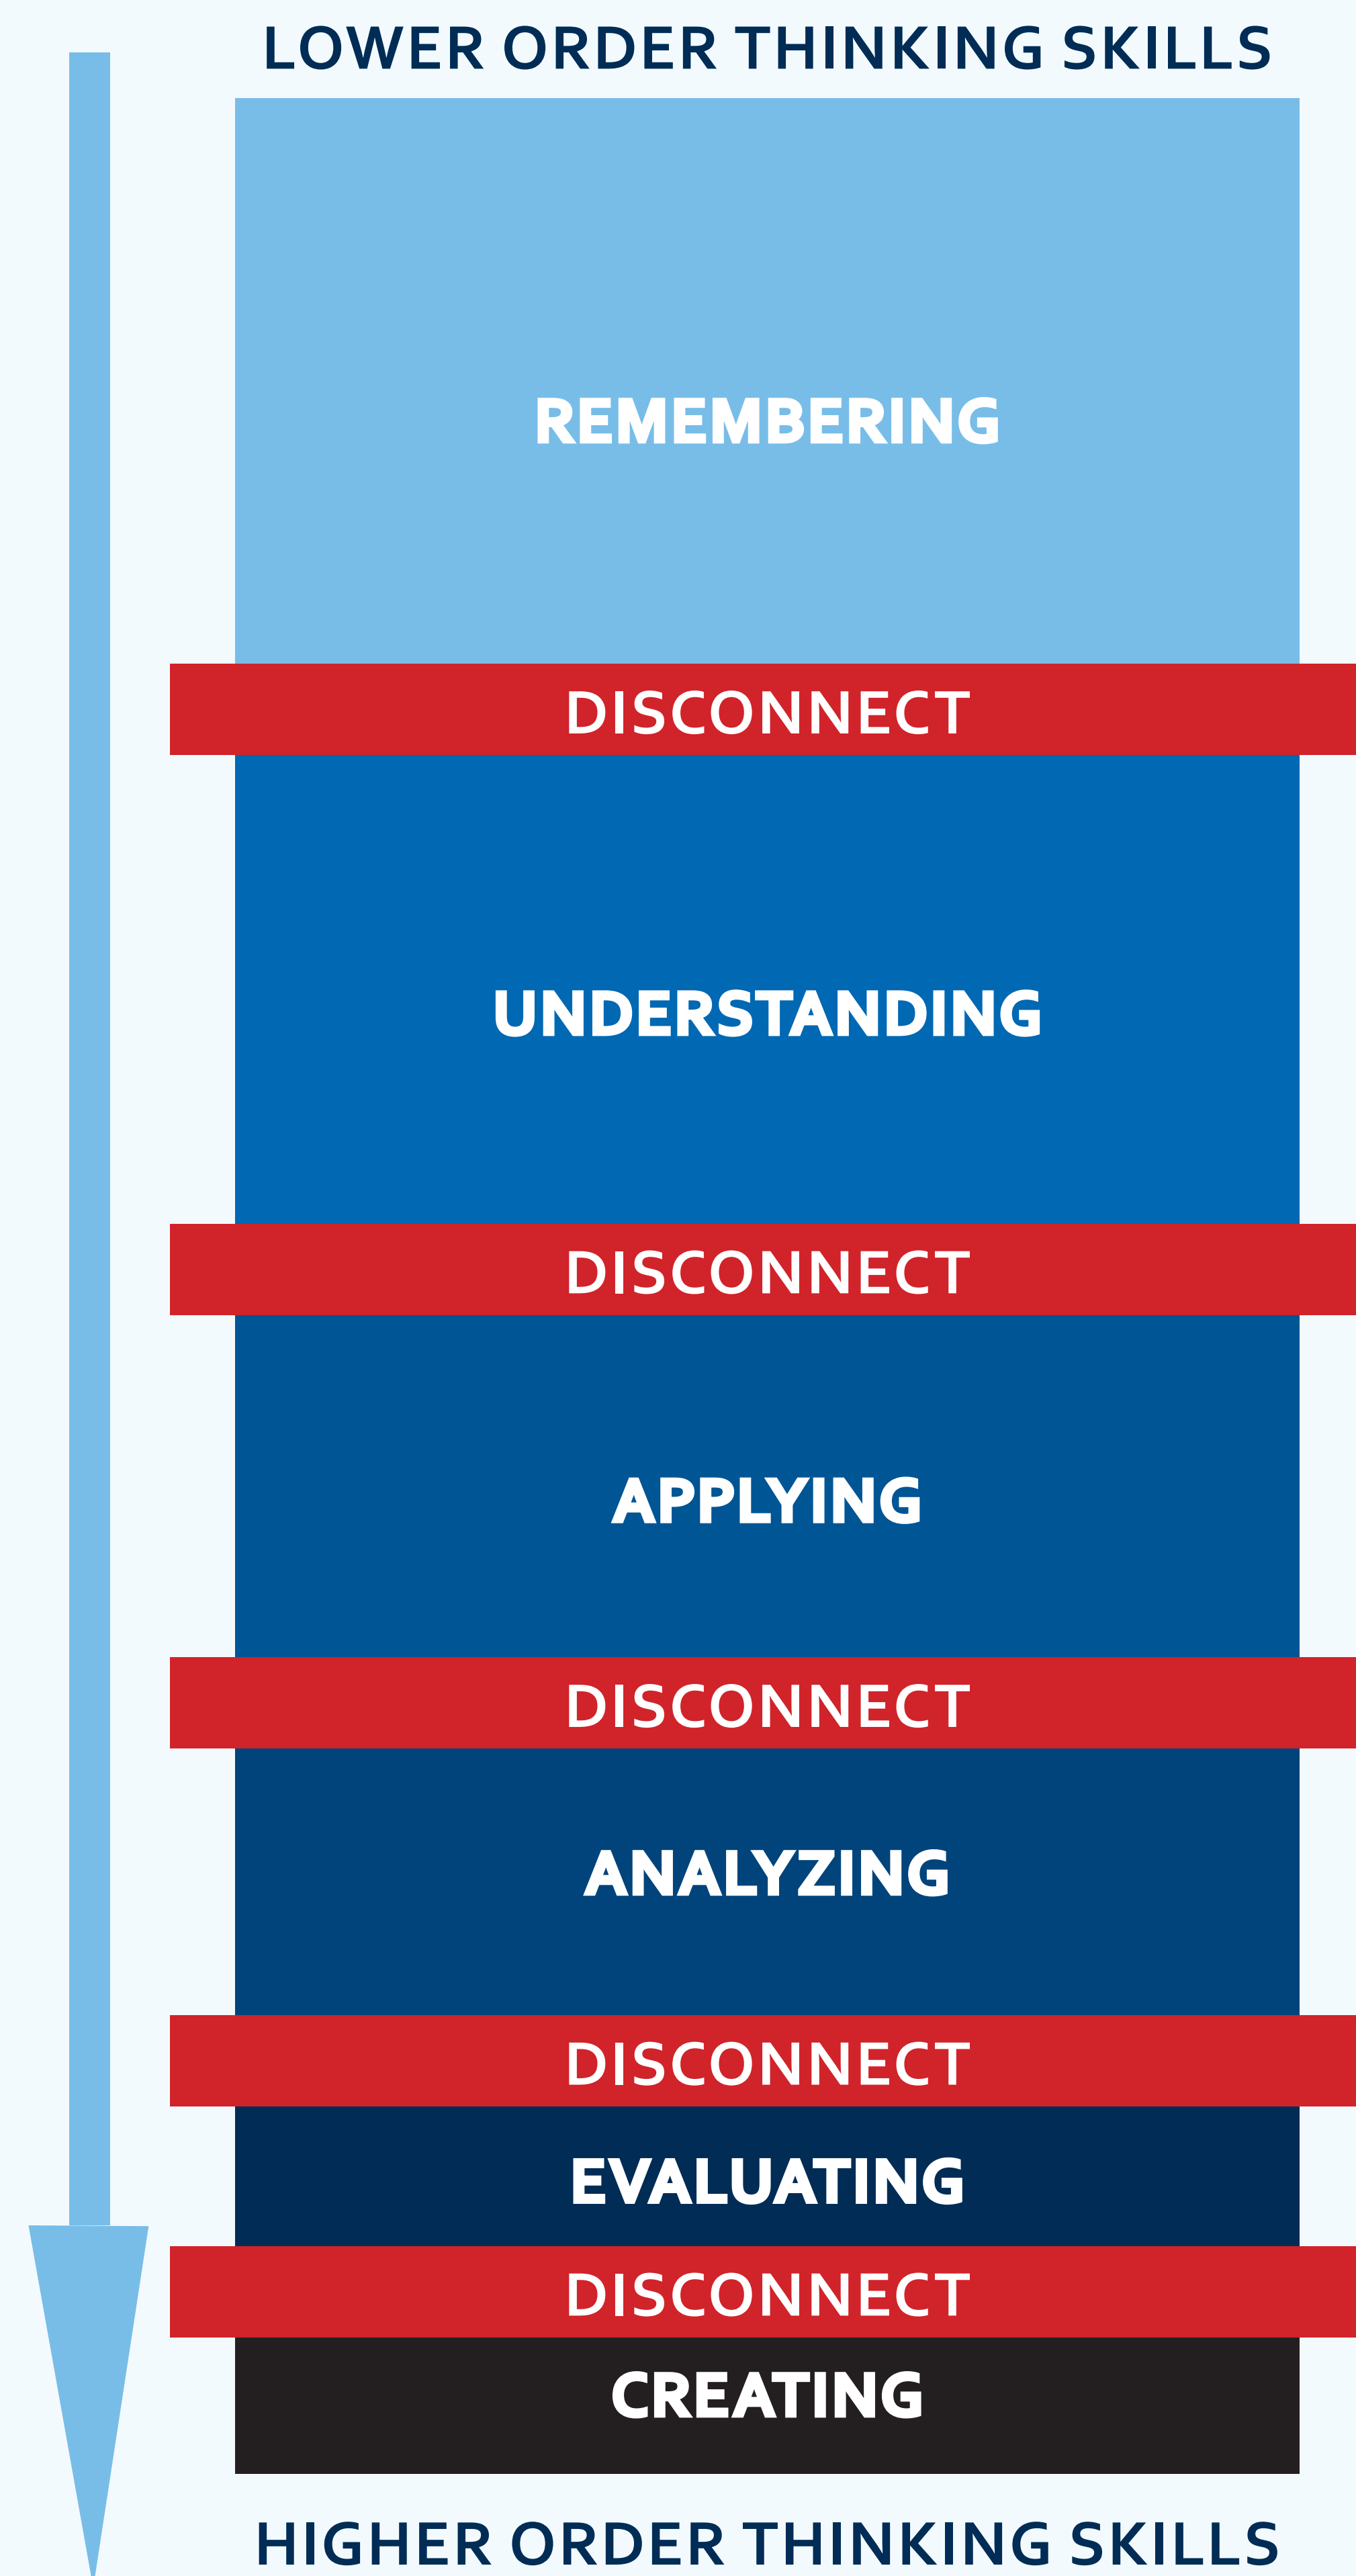 LOWER ORDER THINKING SKILLS
REMEMBERING
DISCONNECT
UNDERSTANDING
DISCONNECT
APPLYING
DISCONNECT
ANALYZING
DISCONNECT
EVALUATING
DISCONNECT
CREATING
HIGHER ORDER THINKING SKILLS